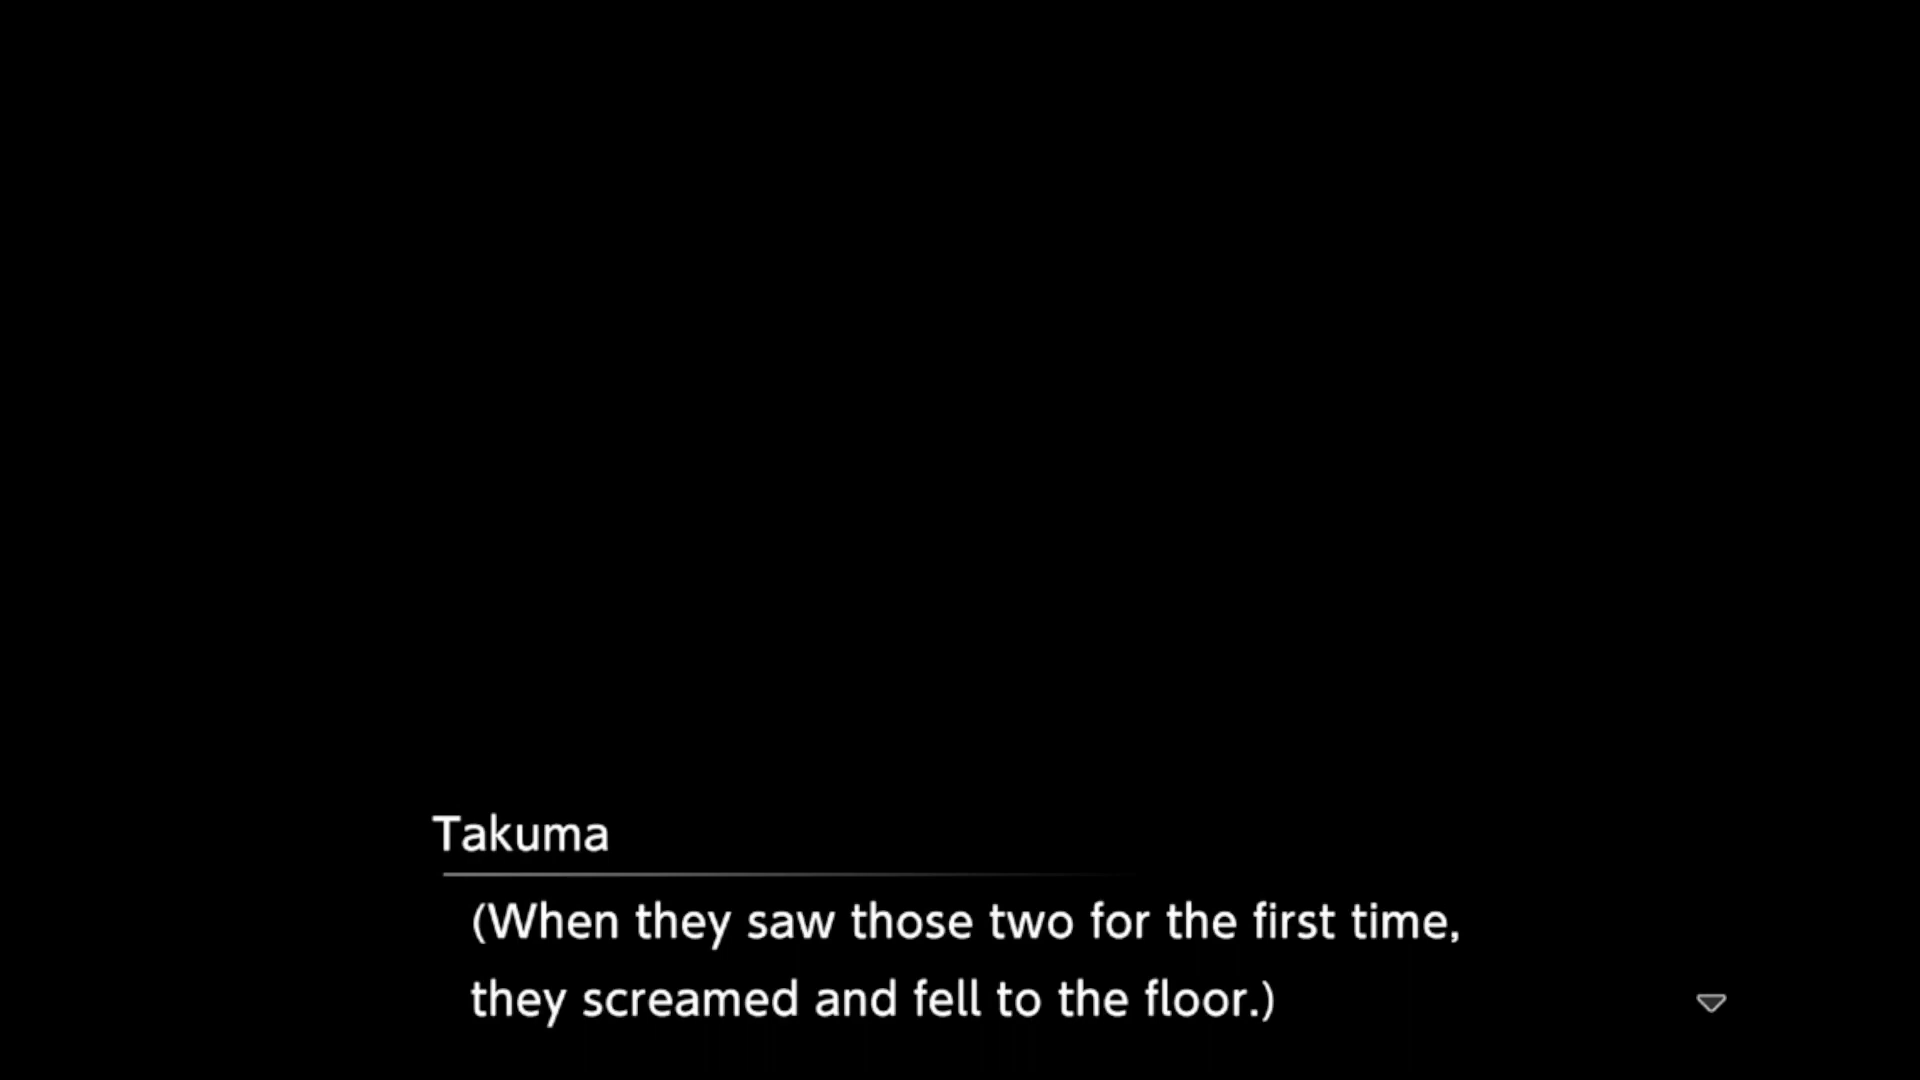 Takuma
(When they saw those two for the first time,
they screamed and fell to the floor.)